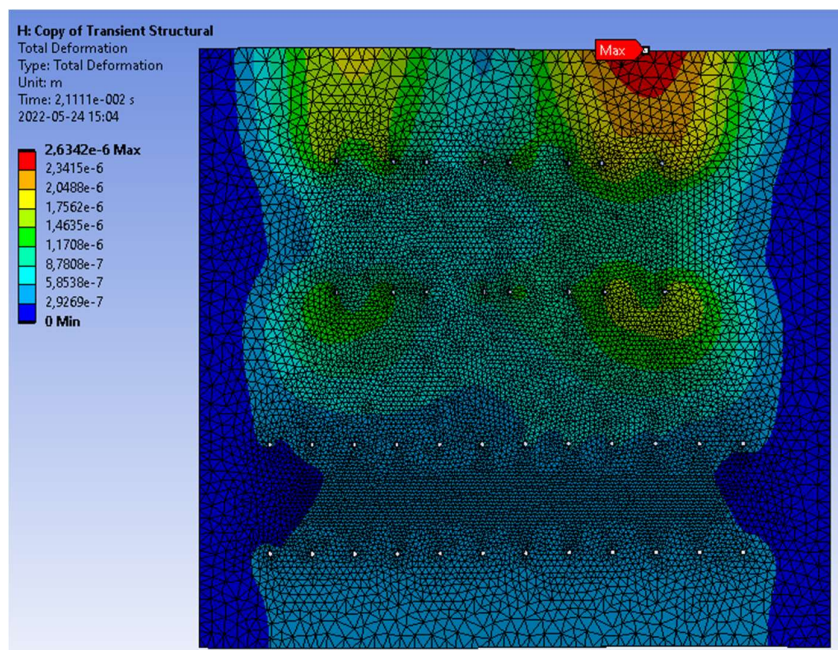 H: Copy of Transient Structural
Total Deformation
Type: Total Deformation
Unit: m
Time: 2,1111e-002 s
2022-05-24 15:04
2,6342e-6 Max
2,3415e-6
2,0488e-6
1,7562e-6
1,4635e-6
1,1708e-6
8,7808e-7
5,8538e-7
2,9269e-7
0 Min
Max